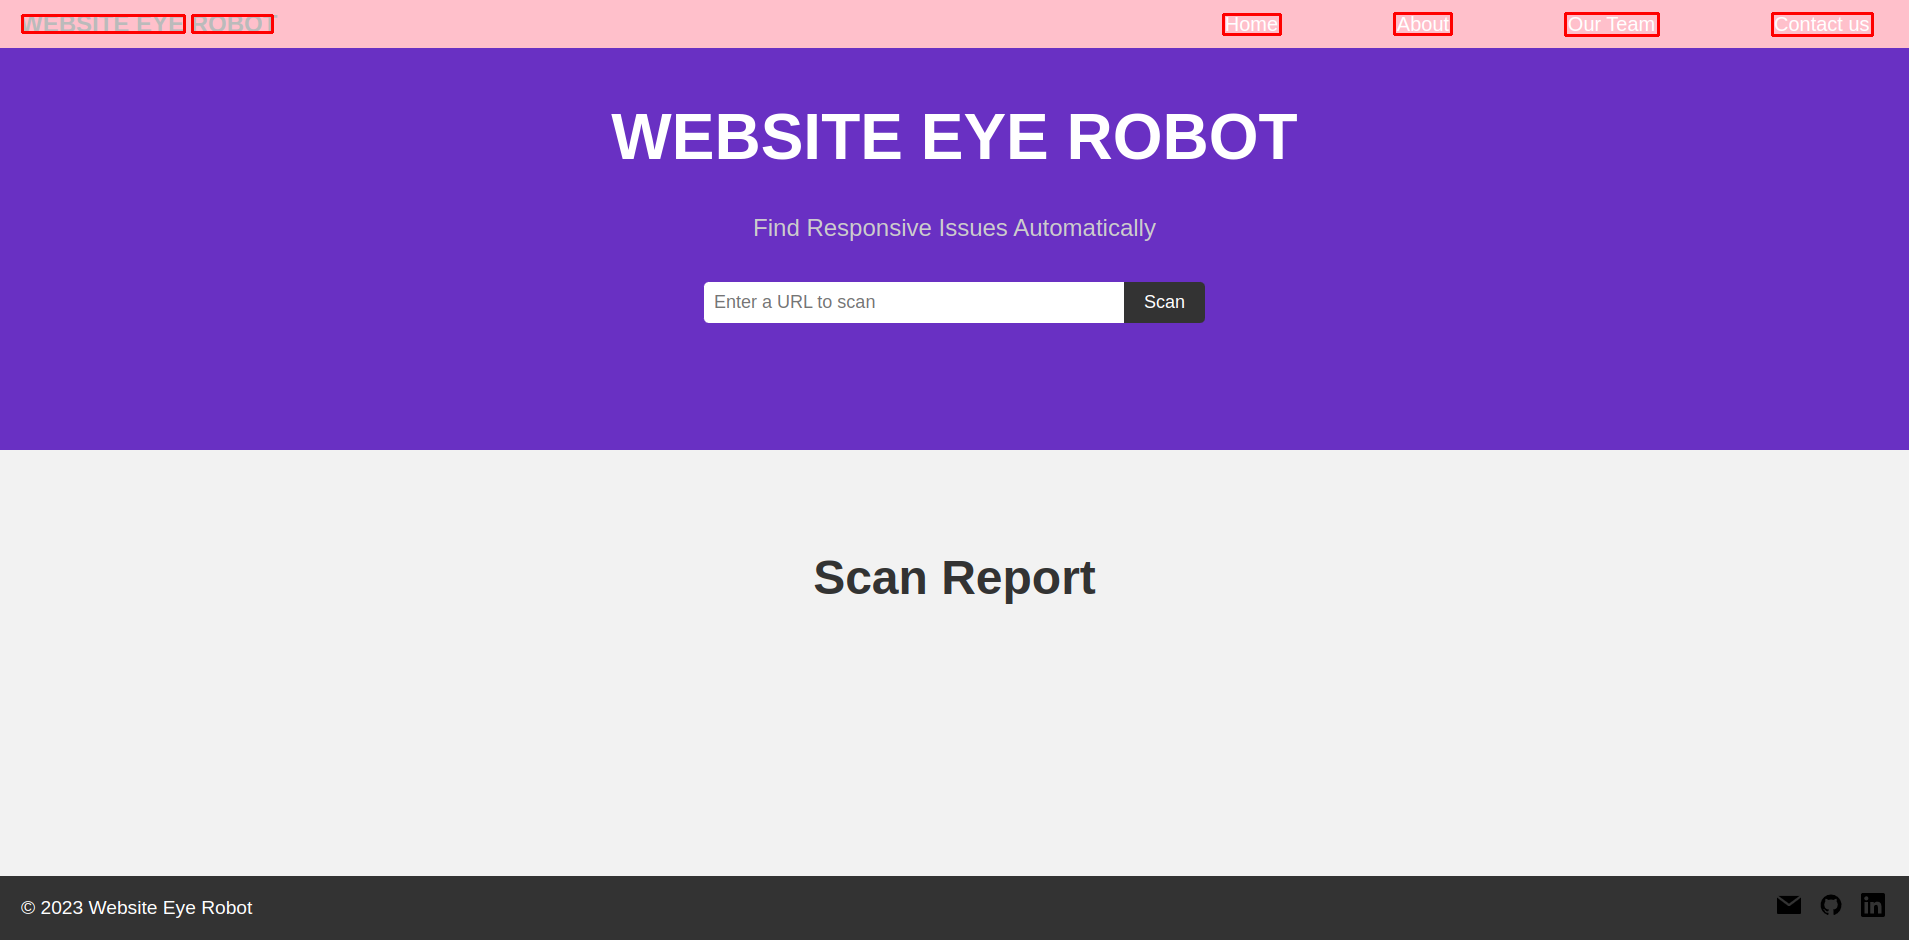 WEBSITE EYE ROBOT
Home
About
Our Team
Contact us
WEBSITE EYE ROBOT
Find Responsive Issues Automatically
Enter a URL to scan
Scan
Scan Report
© 2023 Website Eye Robot
in